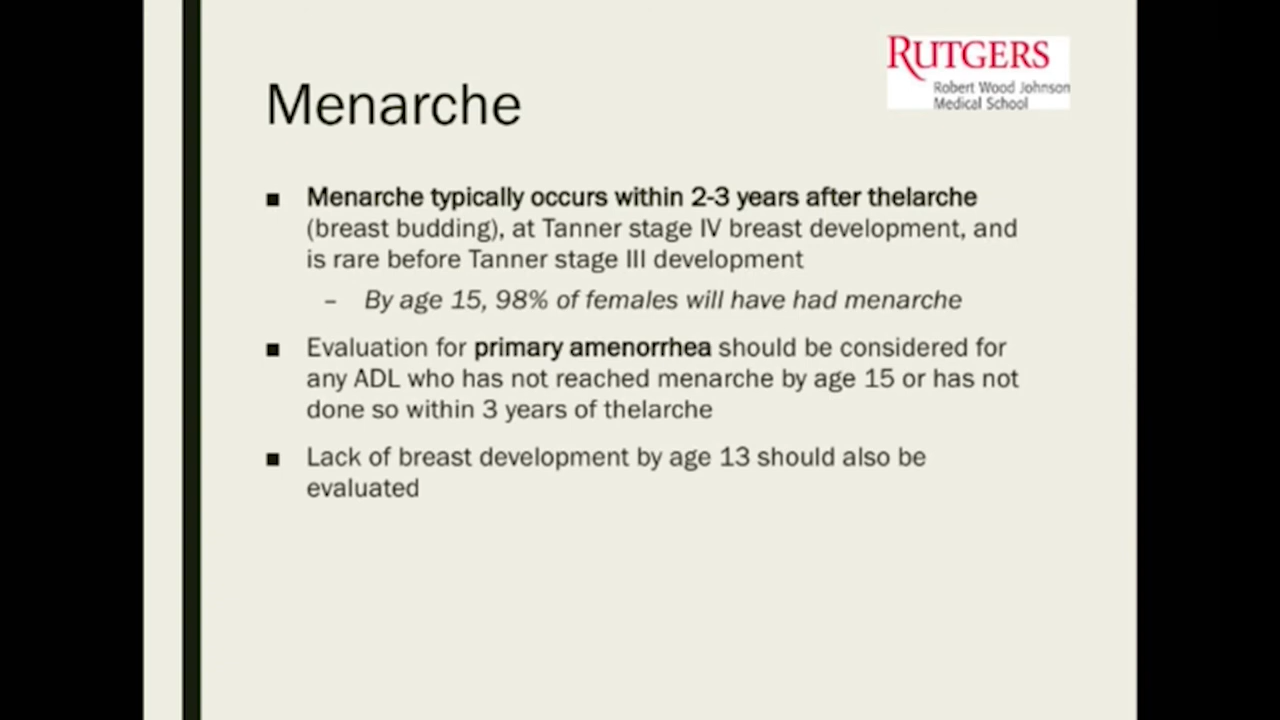 RUTGERS
Robert Wood Johnson
Medical School
Menarche
■ Menarche typically occurs within 2-3 years after thelarche
(breast budding), at Tanner stage IV breast development, and
is rare before Tanner stage III development
– By age 15, 98% of females will have had menarche
■ Evaluation for primary amenorrhea should be considered for
any ADL who has not reached menarche by age 15 or has not
done so within 3 years of thelarche
■ Lack of breast development by age 13 should also be
evaluated